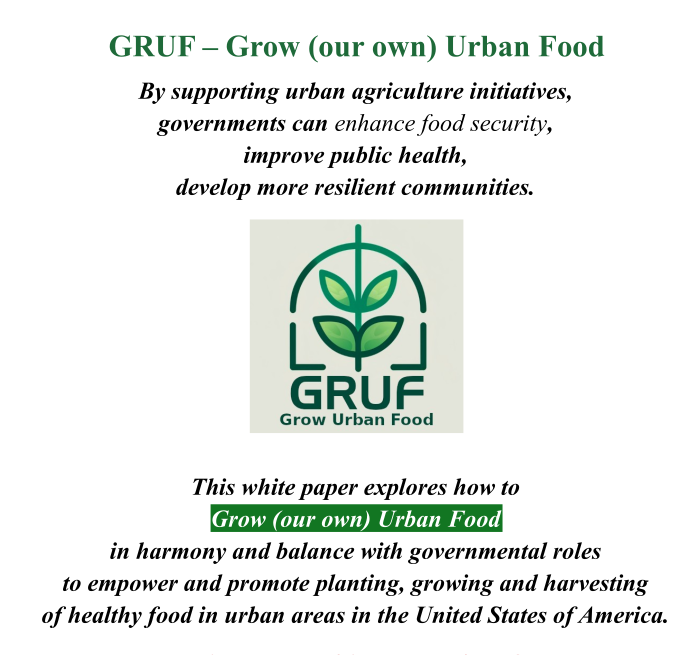 GRUF – Grow (our own) Urban Food
By supporting urban agriculture initiatives,
governments can enhance food security,
improve public health,
develop more resilient communities.
GRUF
Grow Urban Food
This white paper explores how to
Grow (our own) Urban Food
in harmony and balance with governmental roles
to empower and promote planting, growing and harvesting
of healthy food in urban areas in the United States of America.